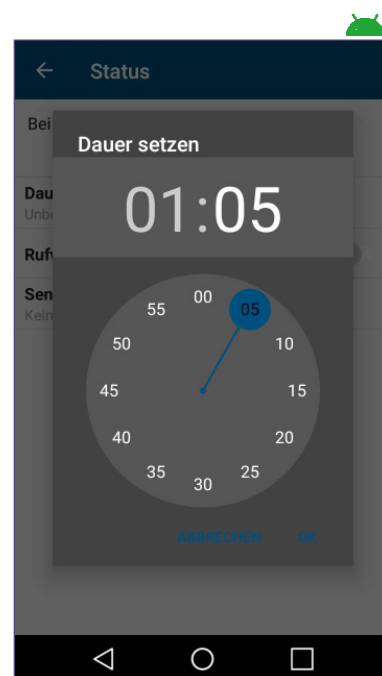 Status
Bei
Dauer setzen
Dau
Unbe
01:05
Rufw
Sen
Kein
00
55
05
50
10
45
15
40
20
35
25
30
ABBRECHEN OK